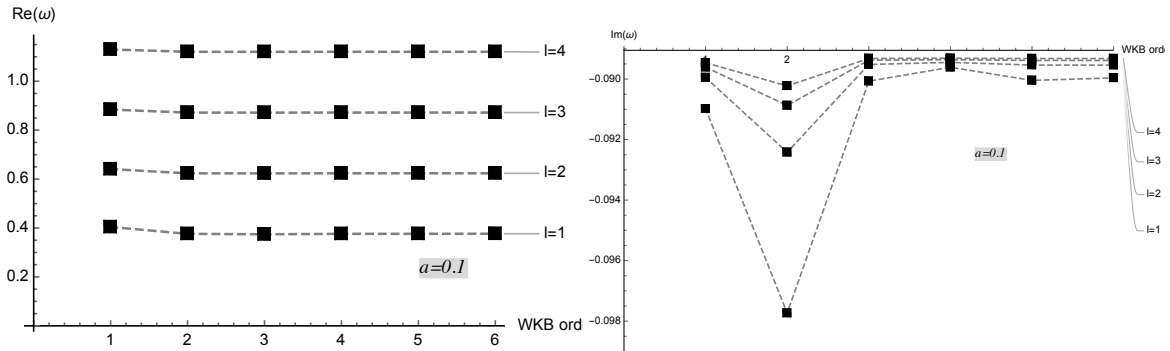 Re(ω)
1.0
0.8
0.6
0.4
0.2
l=4
l=3
l=2
l=1
a=0.1
WKB ord
1 2 3 4 5 6
Im(ω)
WKB orde
2
-0.090
-0.092
-0.094
-0.096
-0.098
a=0.1
l=4
l=3
l=2
l=1